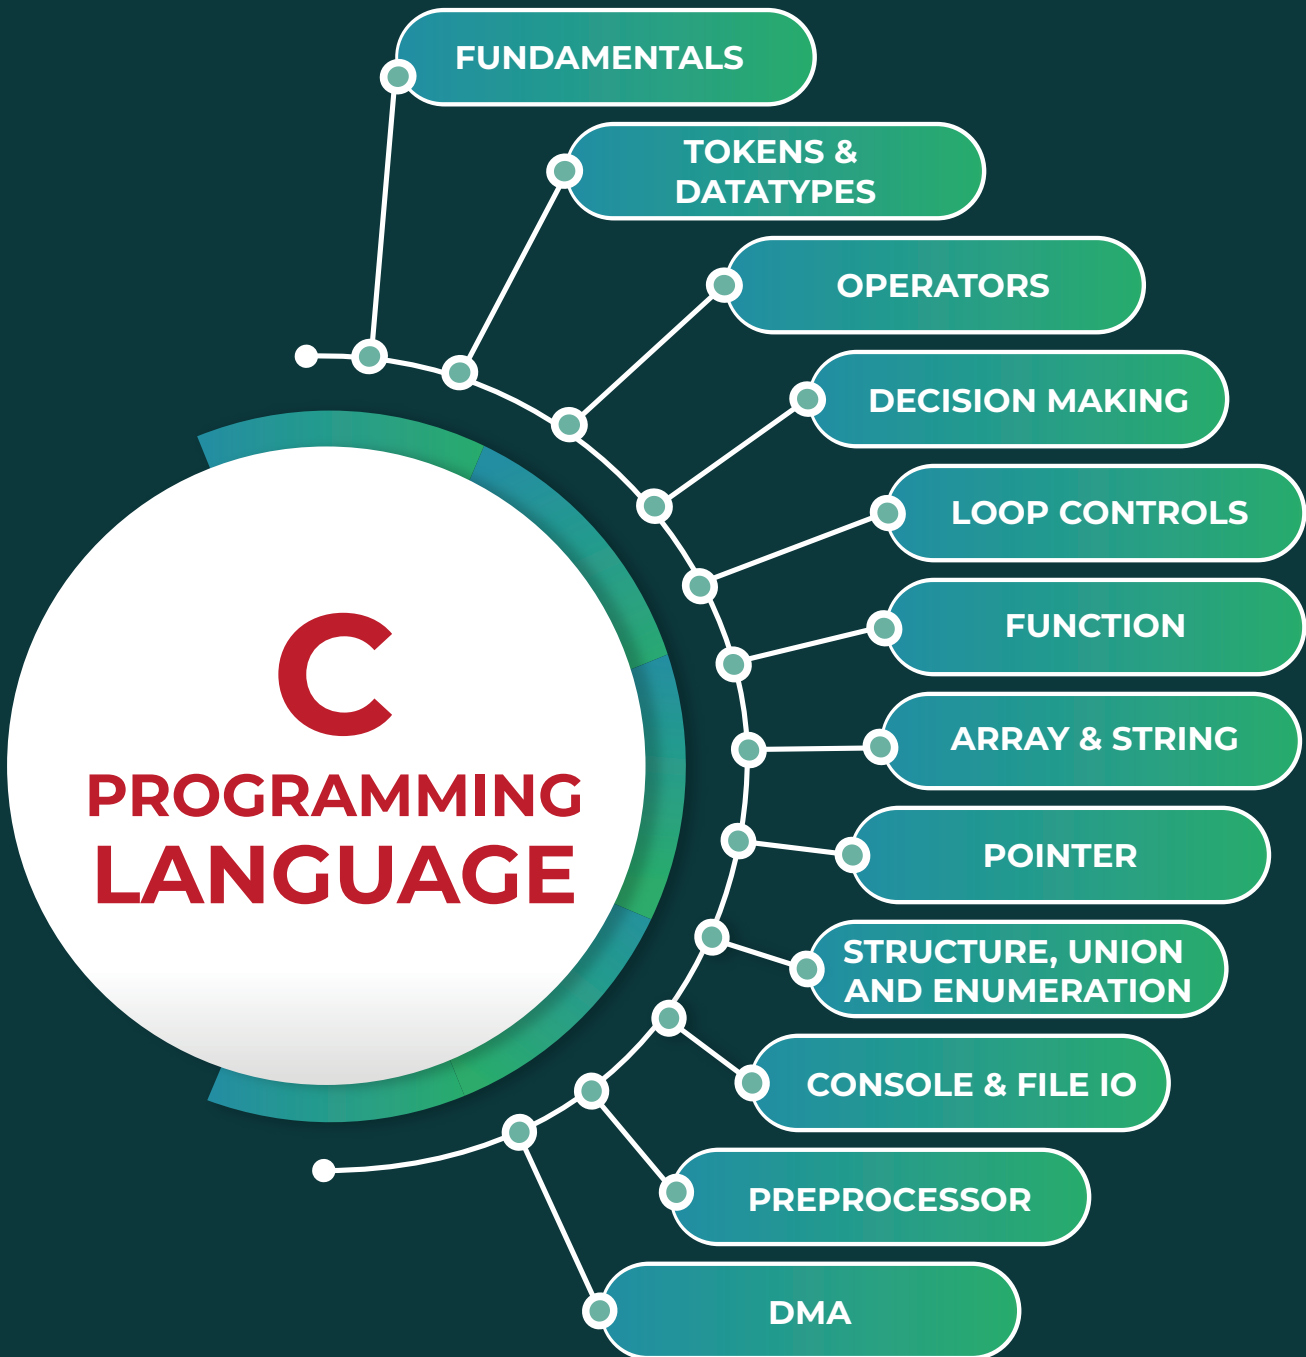 FUNDAMENTALS
TOKENS &
DATATYPES
OPERATORS
DECISION MAKING
LOOP CONTROLS
FUNCTION
ARRAY & STRING
POINTER
STRUCTURE, UNION
AND ENUMERATION
CONSOLE & FILE IO
PREPROCESSOR
DMA
C
PROGRAMMING
LANGUAGE